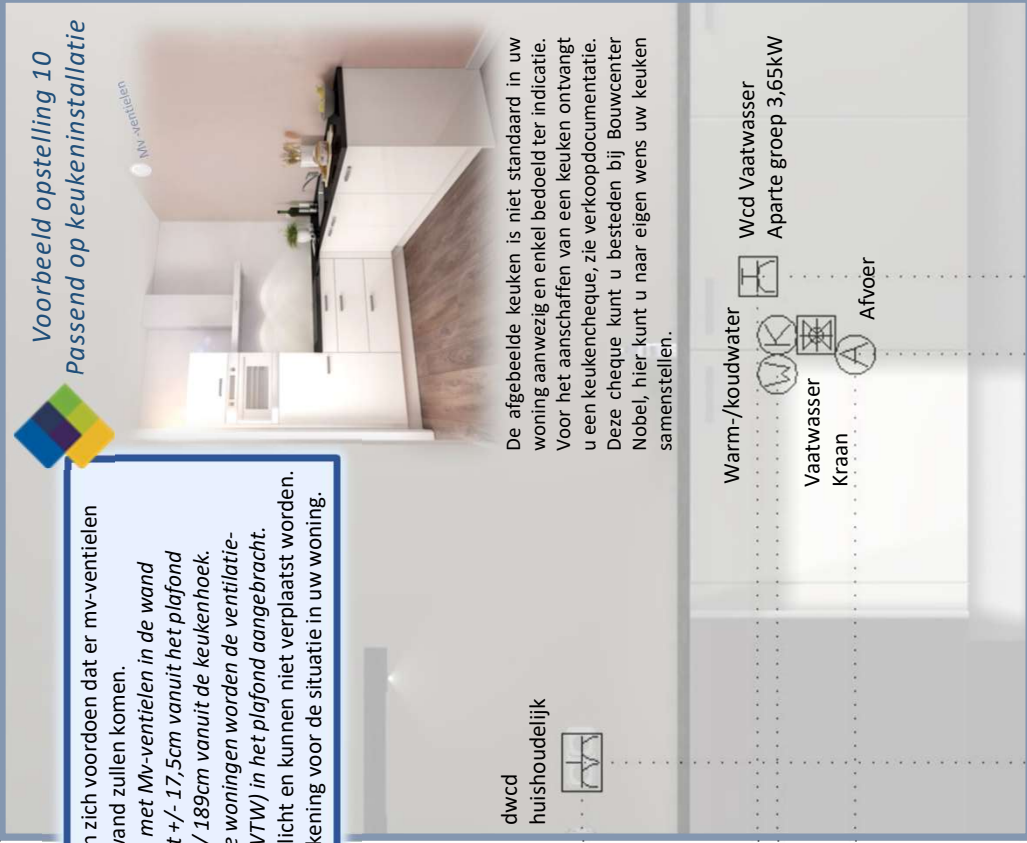 Voorbeeld opstelling 10
Passend op keukeninstallatie
Mv-ventielen
n zich voordoen dat er mv-ventielen
wand zullen komen.
met Mv-ventielen in de wand
t +/- 17,5cm vanuit het plafond
/ 189cm vanuit de keukenhoek.
e woningen worden de ventilatie-
VTW) in het plafond aangebracht.
licht en kunnen niet verplaatst worden.
kening voor de situatie in uw woning.
De afgebeelde keuken is niet standaard in uw
woning aanwezig en enkel bedoeld ter indicatie.
Voor het aanschaffen van een keuken ontvangt
u een keukencheque, zie verkoopdocumentatie.
Deze cheque kunt u besteden bij Bouwcenter
Nobel, hier kunt u naar eigen wens uw keuken
samenstellen.
dwcd
huishoudelijk
Warm-/koudwater
Wcd Vaatwasser
Aparte groep 3,65kW
W K
Vaatwasser
Kraan
A
Afvoer